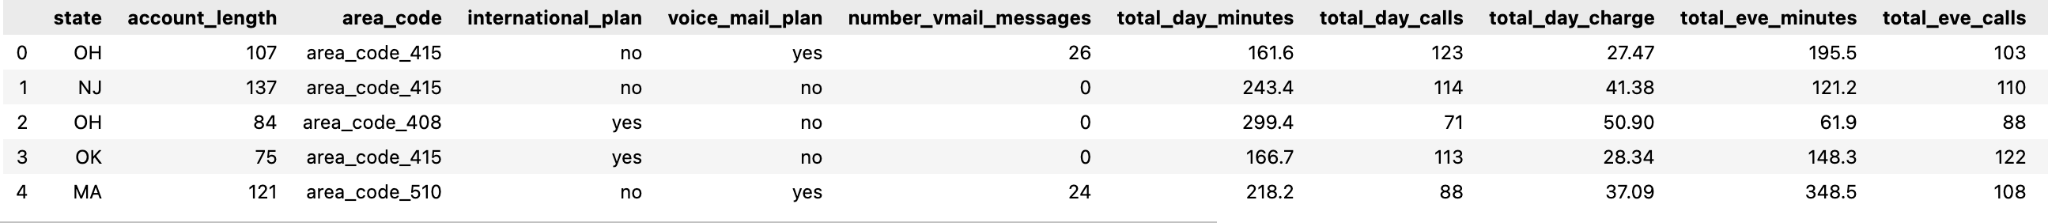 state account_length area_code international_plan voice_mail_plan number_vmail_messages total_day_minutes total_day_calls total_day_charge total_eve_minutes total_eve_calls
0 OH 107 area_code_415 no yes 26 161.6 123 27.47 195.5 103
1 NJ 137 area_code_415 no no 0 243.4 114 41.38 121.2 110
2 OH 84 area_code_408 yes no 0 299.4 71 50.90 61.9 88
3 OK 75 area_code_415 yes no 0 166.7 113 28.34 148.3 122
4 MA 121 area_code_510 no yes 24 218.2 88 37.09 348.5 108